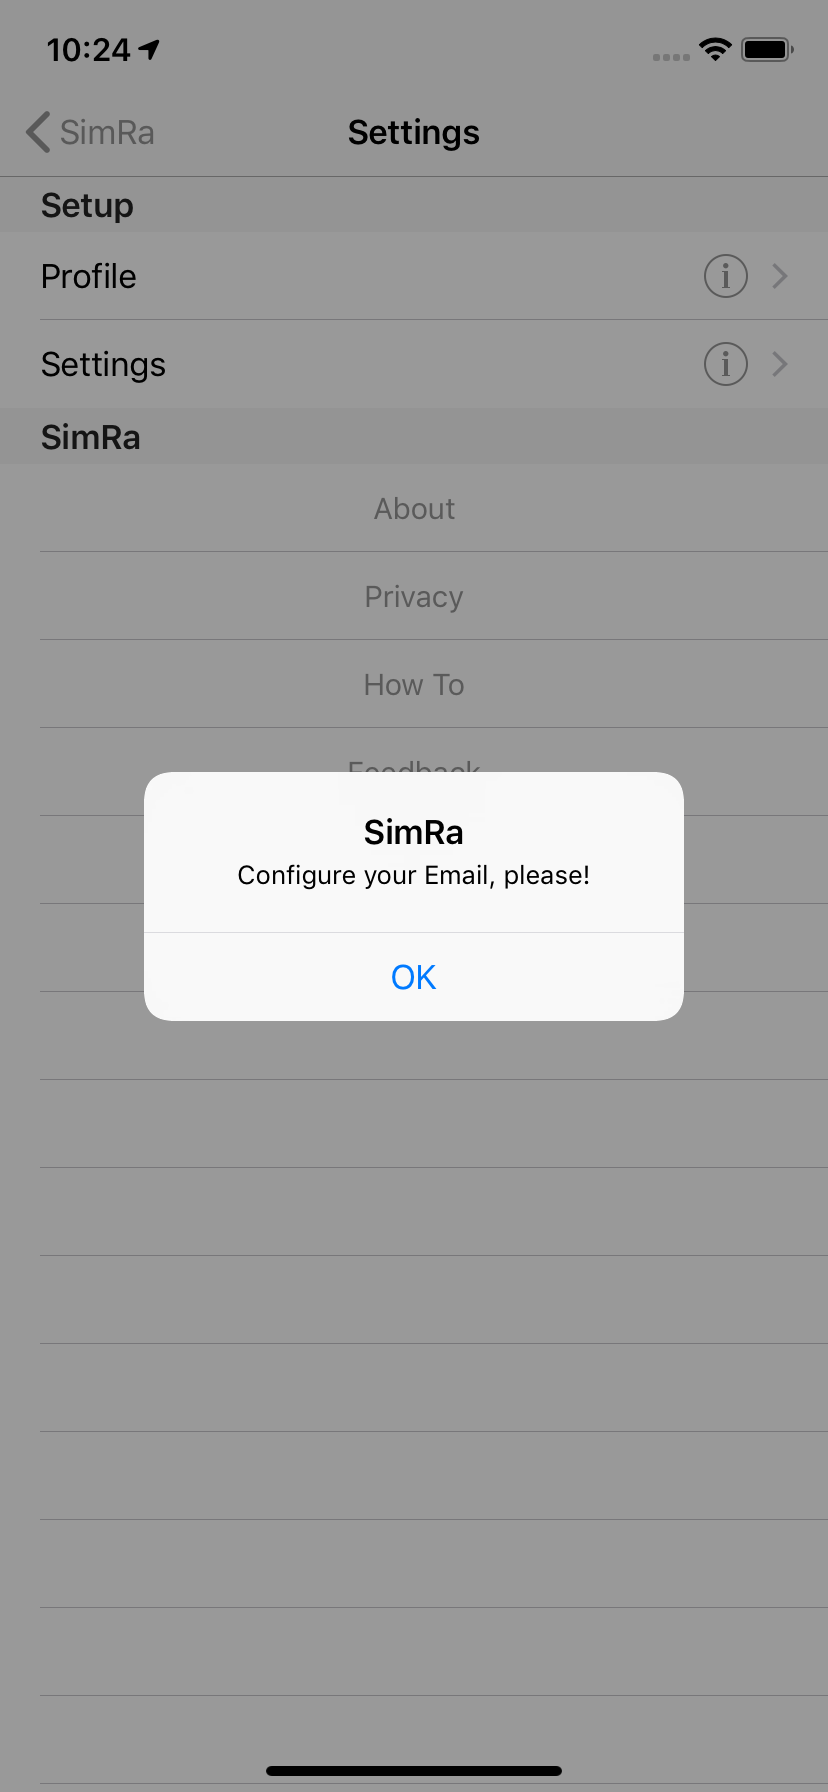 10:24
SimRa
Settings
Setup
Profile
Settings
SimRa
About
Privacy
How To
Feedback
SimRa
Configure your Email, please!
OK